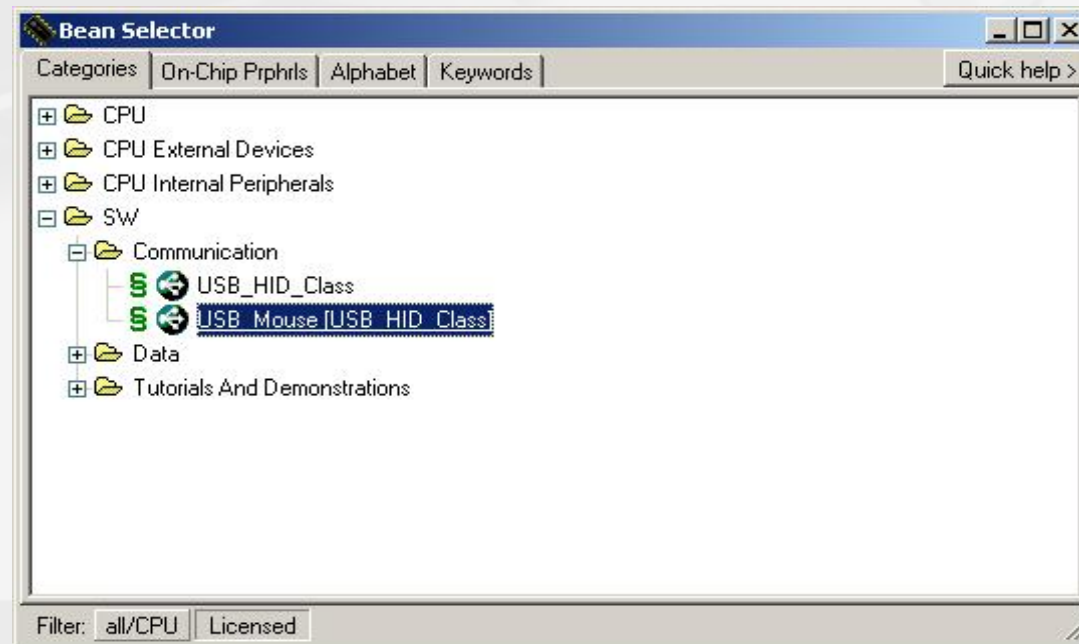 Bean Selector
Categories On-Chip Prphrls Alphabet Keywords Quick help >
CPU
CPU External Devices
CPU Internal Peripherals
SW
Communication
USB_HID_Class
USB_Mouse [USB_HID_Class]
Data
Tutorials And Demonstrations
Filter: all/CPU Licensed